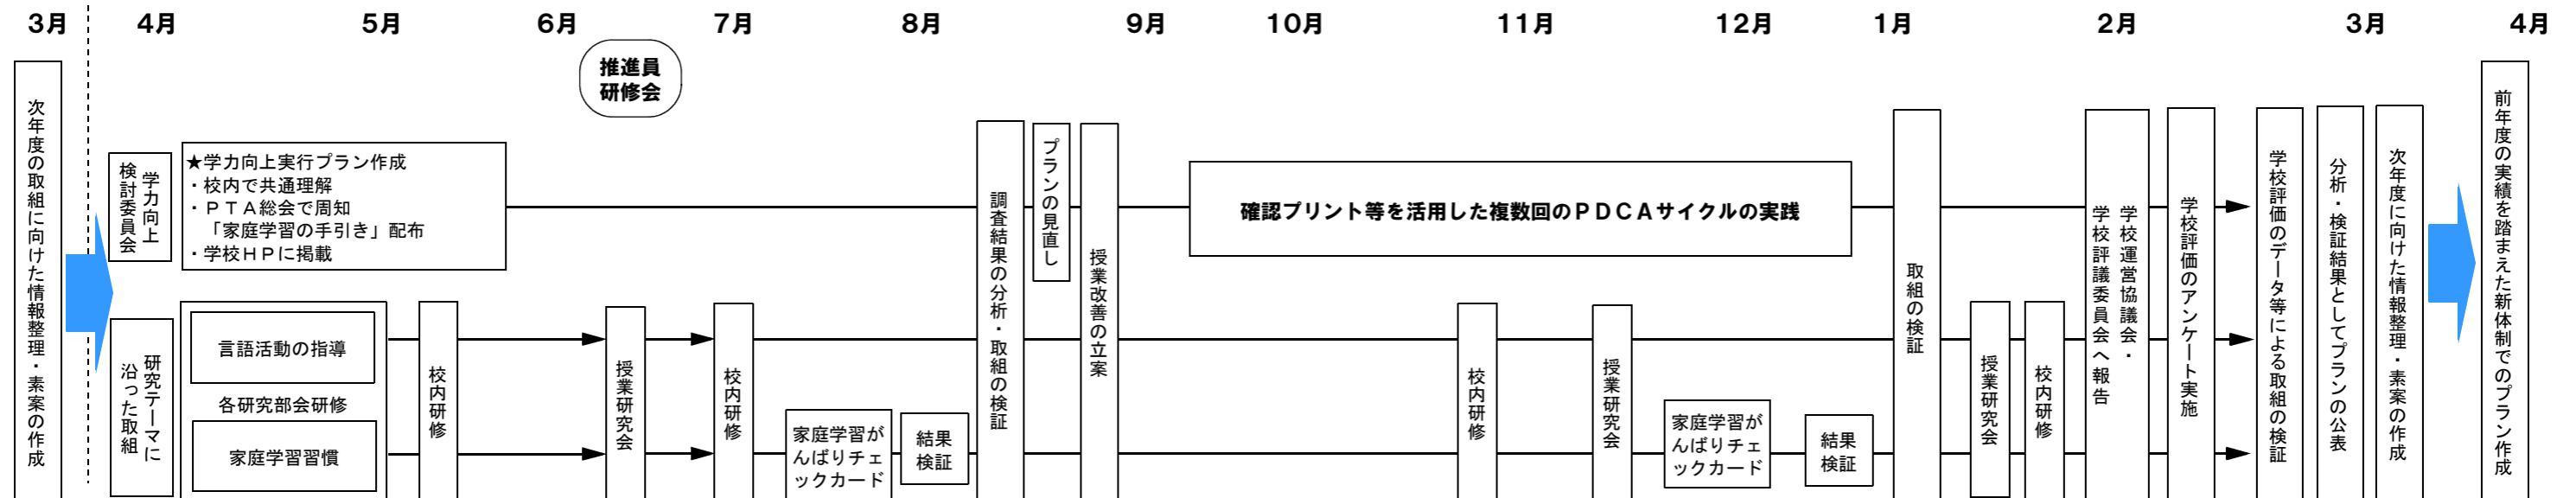 3月
4月
5月
6月
7月
8月
9月
10月
11月
12月
1月
2月
3月
4月
推進員
研修会
次年度の取組に向けた情報整理・素案の作成
学力向上
検討委員会
★学力向上実行プラン作成
・校内で共通理解
・ＰＴＡ総会で周知
「家庭学習の手引き」配布
・学校ＨＰに掲載
研究テーマに
沿った取組
言語活動の指導
各研究部会研修
家庭学習習慣
校内研修
授業研究会
校内研修
家庭学習が
んばりチェ
ックカード
結果
検証
調査結果の分析・取組の検証
プランの見直し
授業改善の立案
確認プリント等を活用した複数回のＰＤＣＡサイクルの実践
校内研修
授業研究会
家庭学習が
んばりチェ
ックカード
結果
検証
取組の検証
授業研究会
校内研修
学校運営協議会・
学校評議委員会へ報告
学校評価のアンケート実施
学校評価のデータ等による取組の検証
分析・検証結果としてプランの公表
次年度に向けた情報整理・素案の作成
前年度の実績を踏まえた新体制でのプラン作成